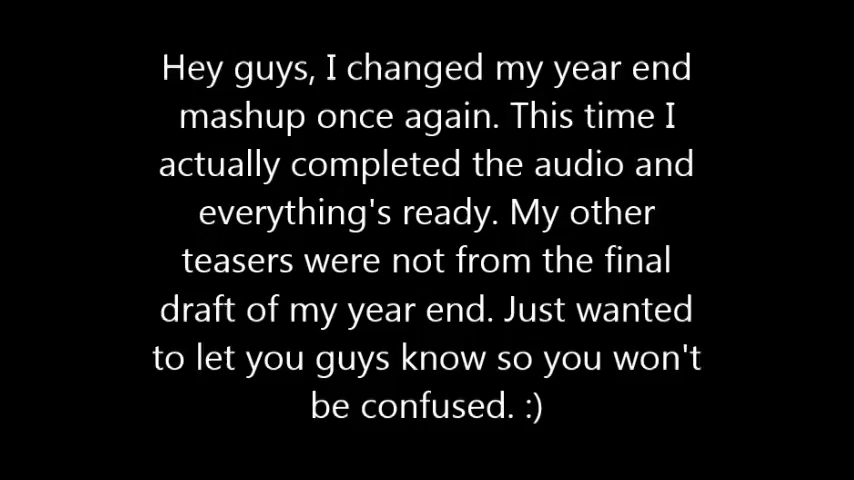 Hey guys, I changed my year end
mashup once again. This time I
actually completed the audio and
everything's ready. My other
teasers were not from the final
draft of my year end. Just wanted
to let you guys know so you won't
be confused. :)